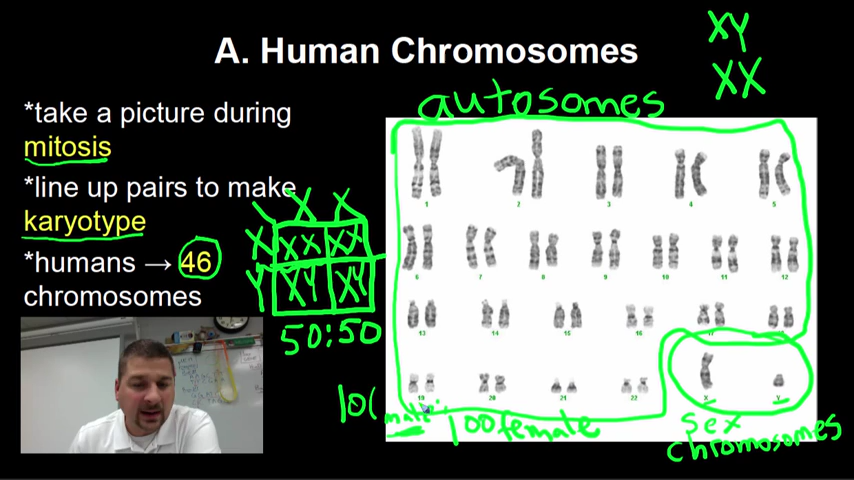 A. Human Chromosomes
XY
XX
autosomes
*take a picture during
mitosis
*line up pairs to make
karyotype
*humans → 46
chromosomes
X X
X XX XX
Y XY XY
50:50
1 2 3 4 5
6 7 8 9 10 11 12
13 14 15 16 17 18
19 20 21 22 X Y
100 female
sex
chromosomes